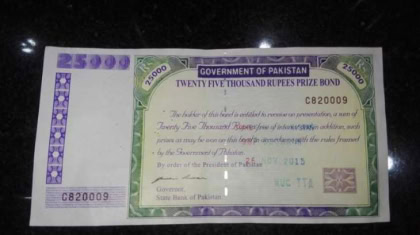 25000
25000
25000
GOVERNMENT OF PAKISTAN
TWENTY FIVE THOUSAND RUPEES PRIZE BOND
C820009
The holder of this bond is entitled to receive on presentation, a sum of
Twenty Five Thousand Rupees free of interest. In addition, such
prizes as may be won on this bond in accordance with the rules framed
by the Government of Pakistan.
By order of the President of Pakistan
2015
Governor,
State Bank of Pakistan
C820009
25000
25000